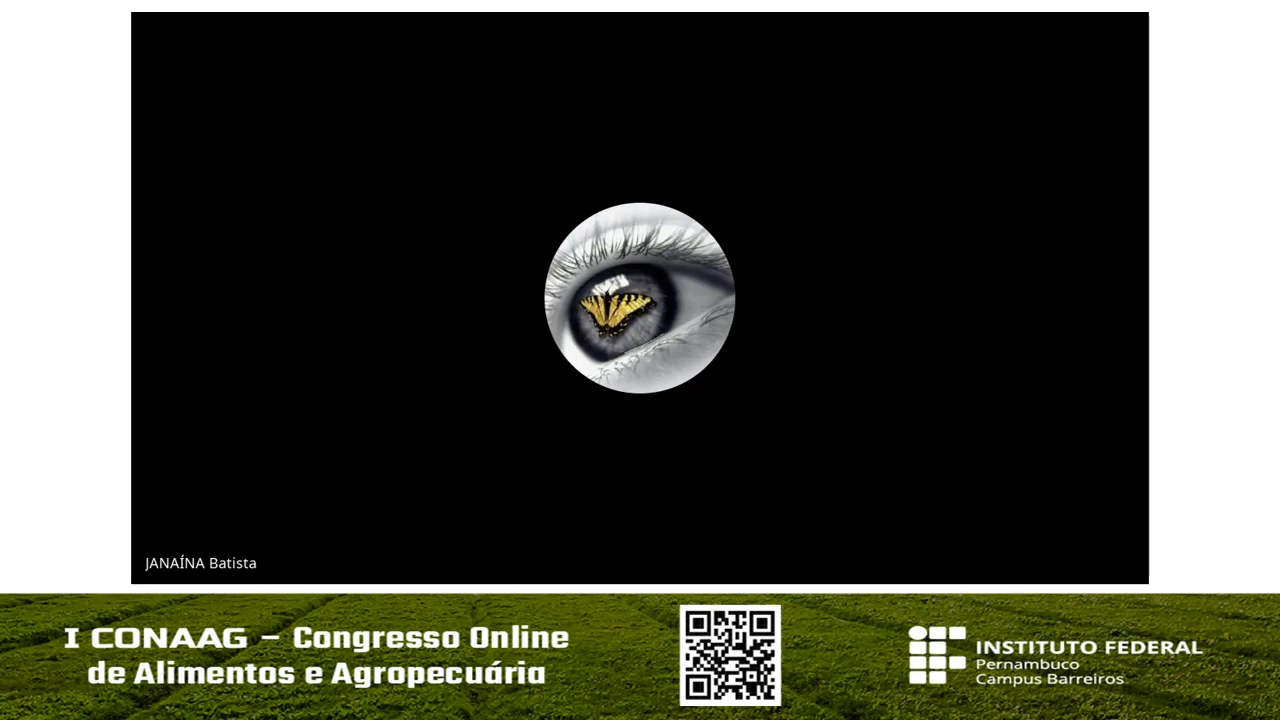 JANAÍNA Batista
I CONAAG – Congresso Online
de Alimentos e Agropecuária
INSTITUTO FEDERAL
Pernambuco
Campus Barreiros